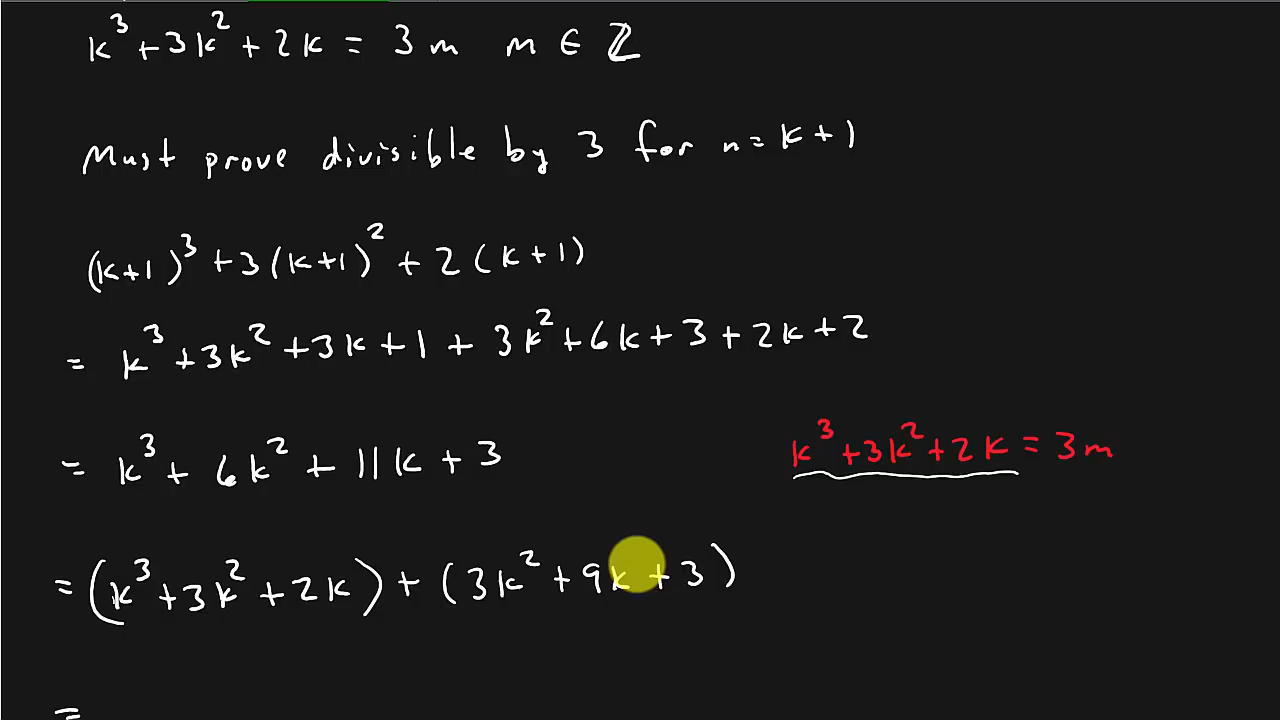 k³ + 3k² + 2k = 3m   m ∈ ℤ
Must prove divisible by 3 for n = k + 1
(k+1)³ + 3(k+1)² + 2(k+1)
= k³ + 3k² + 3k + 1 + 3k² + 6k + 3 + 2k + 2
= k³ + 6k² + 11k + 3
k³ + 3k² + 2k = 3m
= (k³ + 3k² + 2k) + (3k² + 9k + 3)
=